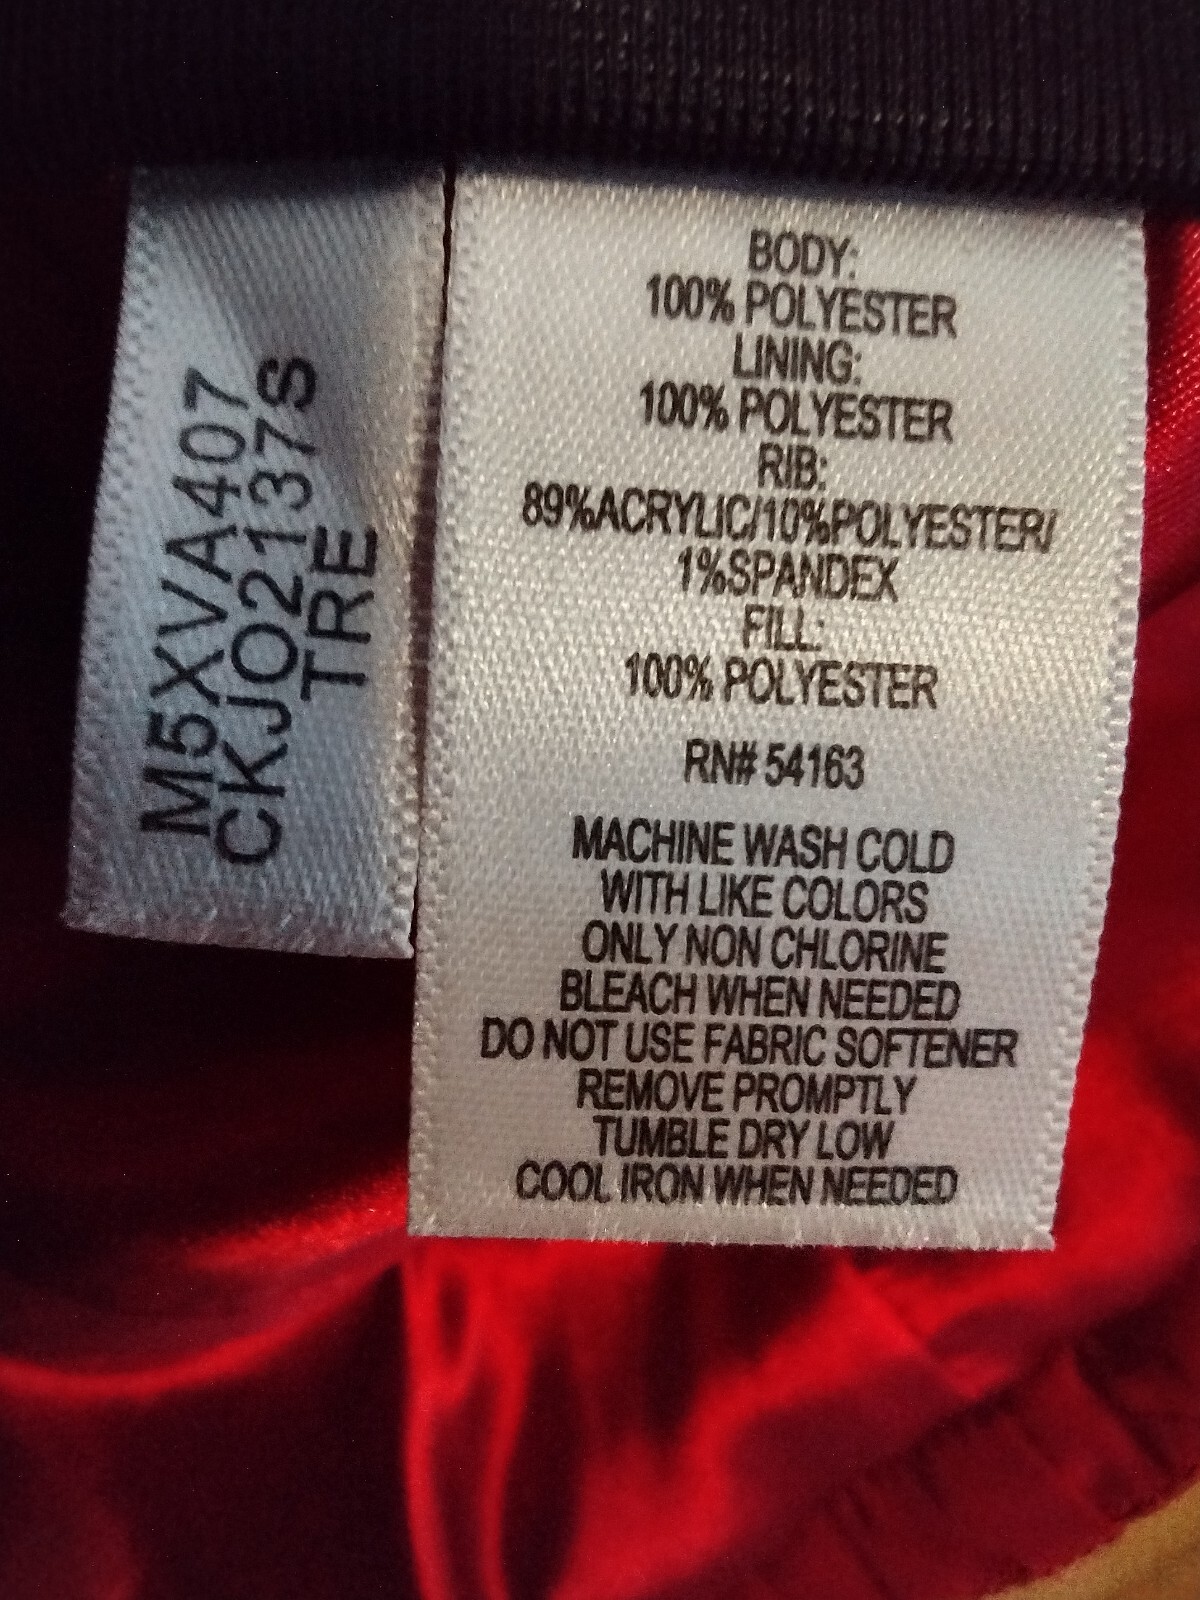 M5XVA407
CKJO2137S
TRE
BODY:
100% POLYESTER
LINING:
100% POLYESTER
RIB:
89%ACRYLIC/10%POLYESTER/
1%SPANDEX
FILL:
100% POLYESTER
RN# 54163
MACHINE WASH COLD
WITH LIKE COLORS
ONLY NON CHLORINE
BLEACH WHEN NEEDED
DO NOT USE FABRIC SOFTENER
REMOVE PROMPTLY
TUMBLE DRY LOW
COOL IRON WHEN NEEDED